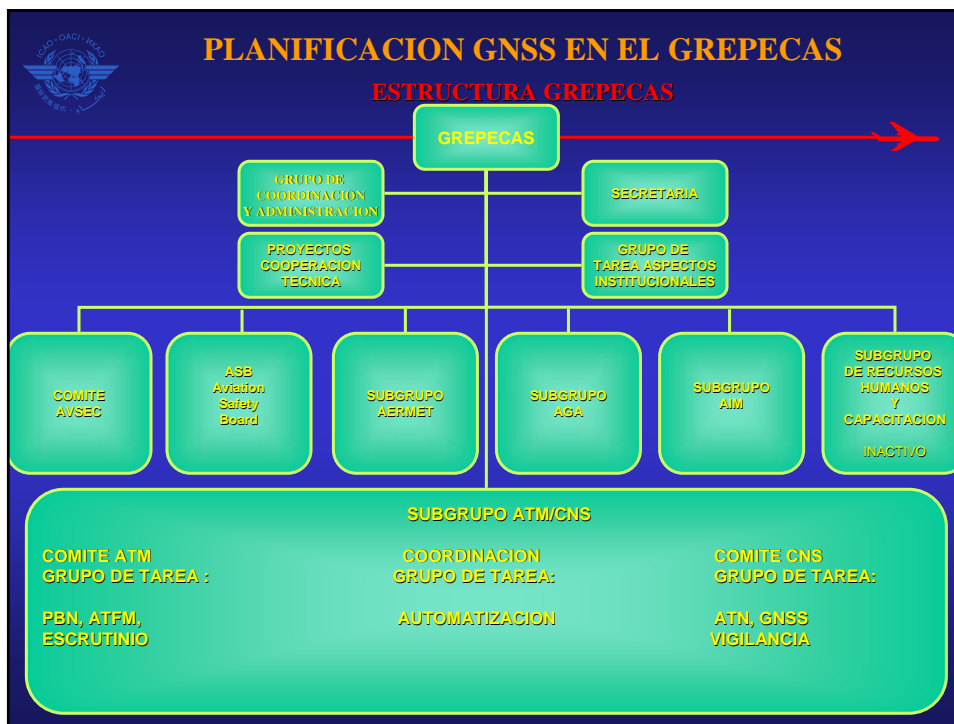 ICAO · OACI · ИКАО
PLANIFICACION GNSS EN EL GREPECAS
ESTRUCTURA GREPECAS
GREPECAS
GRUPO DE
COORDINACION
Y ADMINISTRACION
SECRETARIA
PROYECTOS
COOPERACION
TECNICA
GRUPO DE
TAREA ASPECTOS
INSTITUCIONALES
COMITE
AVSEC
ASB
Aviation
Safety
Board
SUBGRUPO
AERMET
SUBGRUPO
AGA
SUBGRUPO
AIM
SUBGRUPO
DE RECURSOS
HUMANOS
Y
CAPACITACION
INACTIVO
SUBGRUPO ATM/CNS
COMITE ATM
GRUPO DE TAREA :
PBN, ATFM,
ESCRUTINIO
COORDINACION
GRUPO DE TAREA:
AUTOMATIZACION
COMITE CNS
GRUPO DE TAREA:
ATN, GNSS
VIGILANCIA